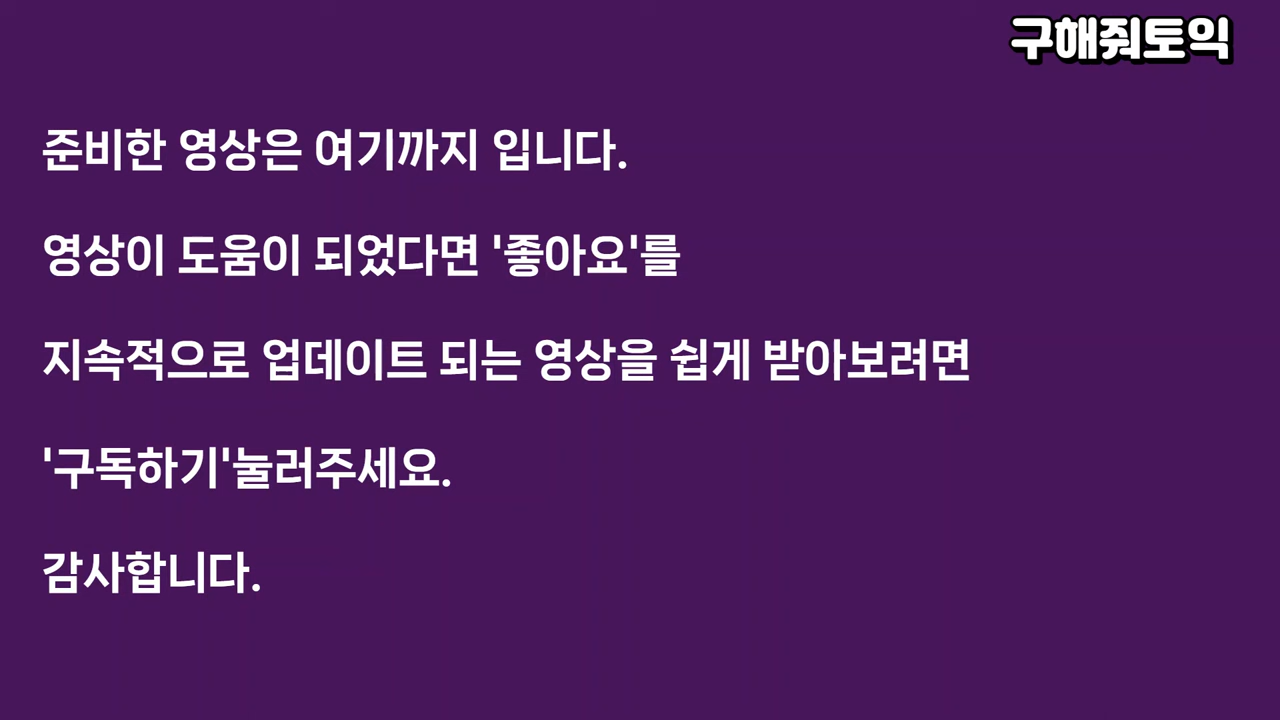 구해줘토익
준비한 영상은 여기까지 입니다.
영상이 도움이 되었다면 '좋아요'를
지속적으로 업데이트 되는 영상을 쉽게 받아보려면
'구독하기'눌러주세요.
감사합니다.